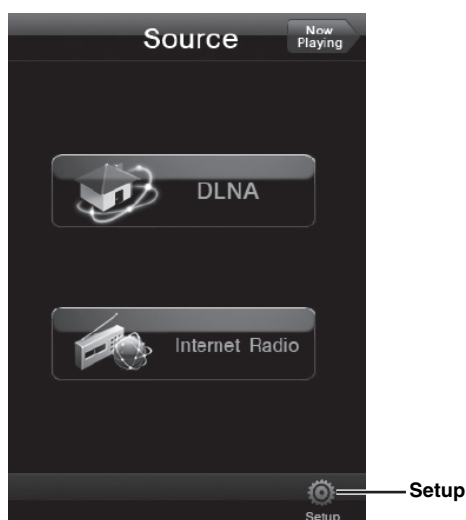 Source
Now
Playing
DLNA
Internet Radio
Setup
Setup